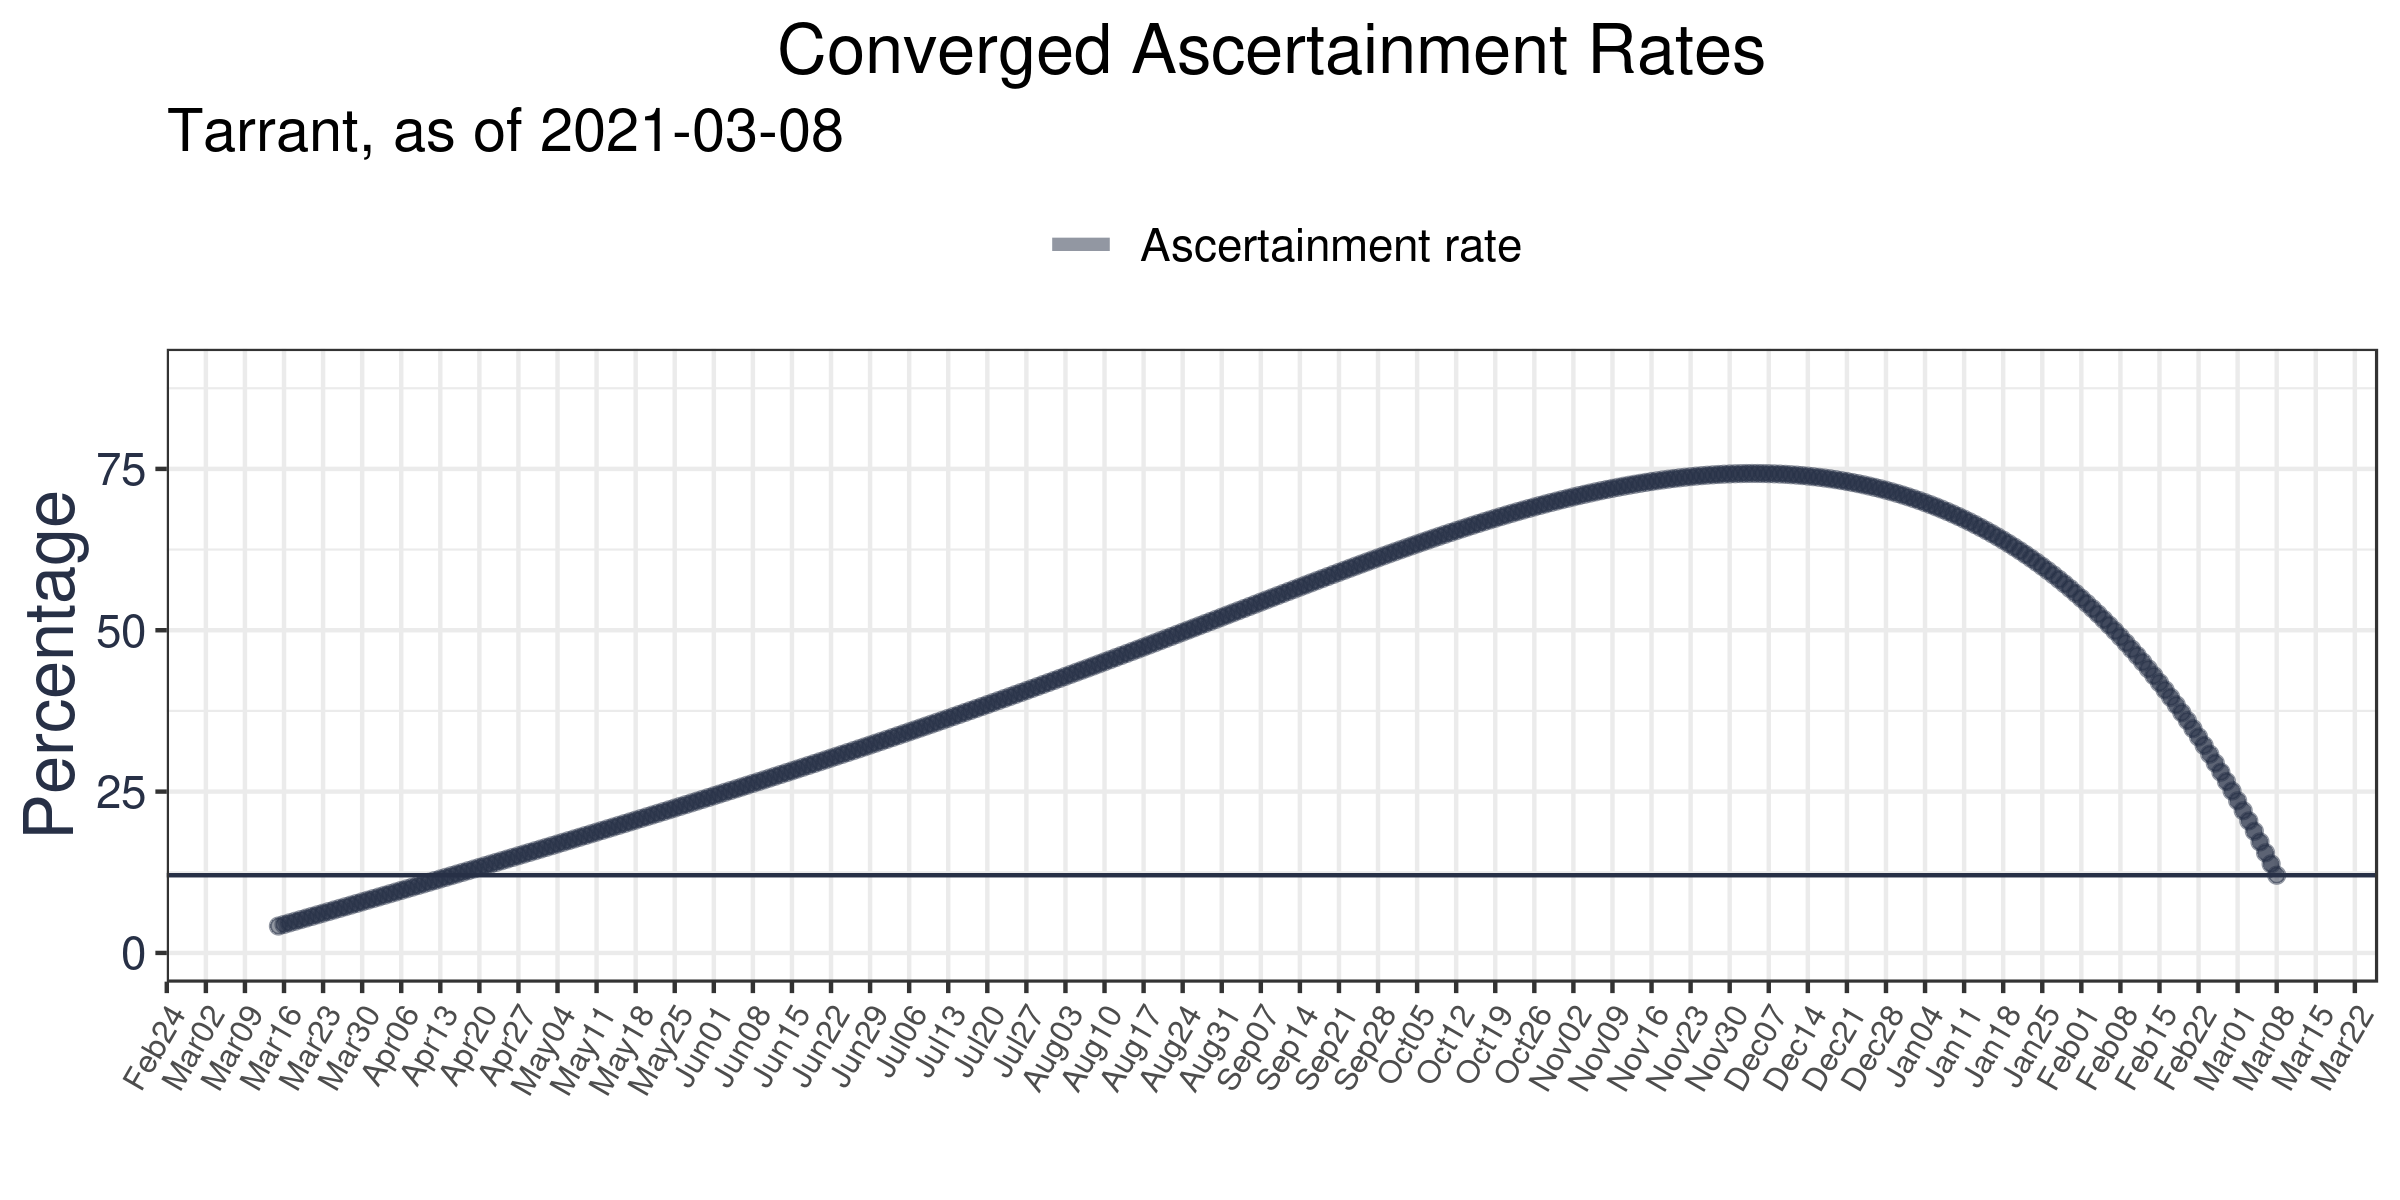 Converged Ascertainment Rates
Tarrant, as of 2021-03-08
Ascertainment rate
Percentage
75
50
25
0
Feb24 Mar02 Mar09 Mar16 Mar23 Mar30 Apr06 Apr13 Apr20 Apr27 May04 May11 May18 May25 Jun01 Jun08 Jun15 Jun22 Jun29 Jul06 Jul13 Jul20 Jul27 Aug03 Aug10 Aug17 Aug24 Aug31 Sep07 Sep14 Sep21 Sep28 Oct05 Oct12 Oct19 Oct26 Nov02 Nov09 Nov16 Nov23 Nov30 Dec07 Dec14 Dec21 Dec28 Jan04 Jan11 Jan18 Jan25 Feb01 Feb08 Feb15 Feb22 Mar01 Mar08 Mar15 Mar22